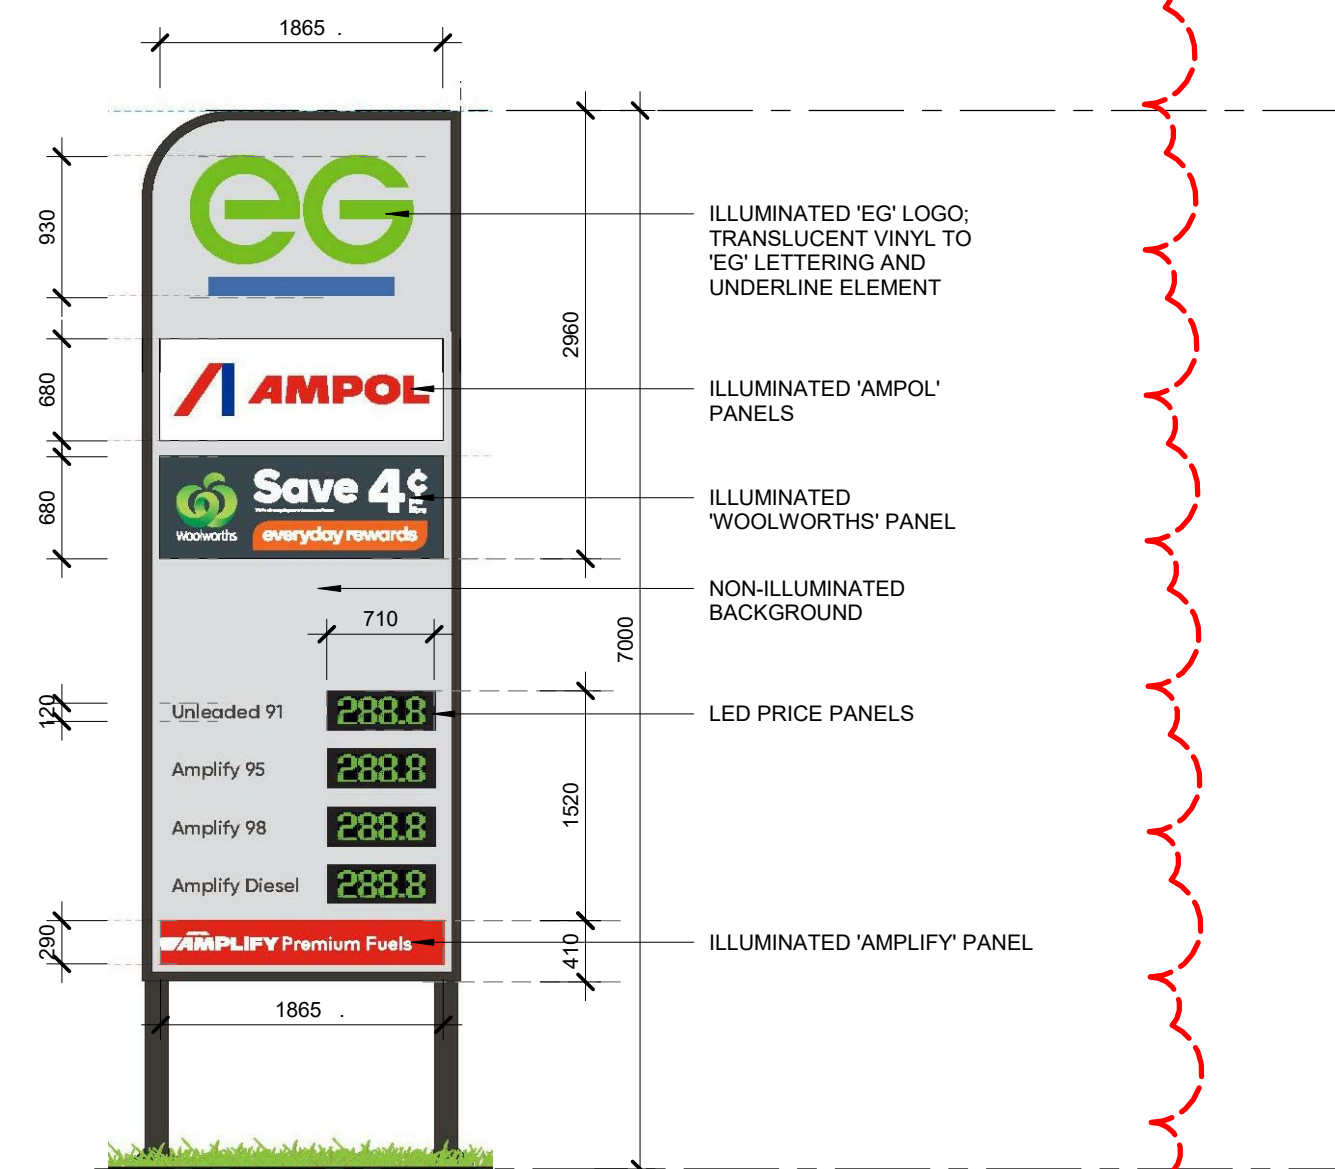 1865 .
eG
930
ILLUMINATED 'EG' LOGO;
TRANSLUCENT VINYL TO
'EG' LETTERING AND
UNDERLINE ELEMENT
2960
680
AMPOL
ILLUMINATED 'AMPOL'
PANELS
680
Save 4¢
woolworths
everyday rewards
ILLUMINATED
'WOOLWORTHS' PANEL
NON-ILLUMINATED
BACKGROUND
710
7000
120
Unleaded 91
288.8
LED PRICE PANELS
Amplify 95
288.8
1520
Amplify 98
288.8
Amplify Diesel
288.8
290
AMPLIFY Premium Fuels
410
ILLUMINATED 'AMPLIFY' PANEL
1865 .